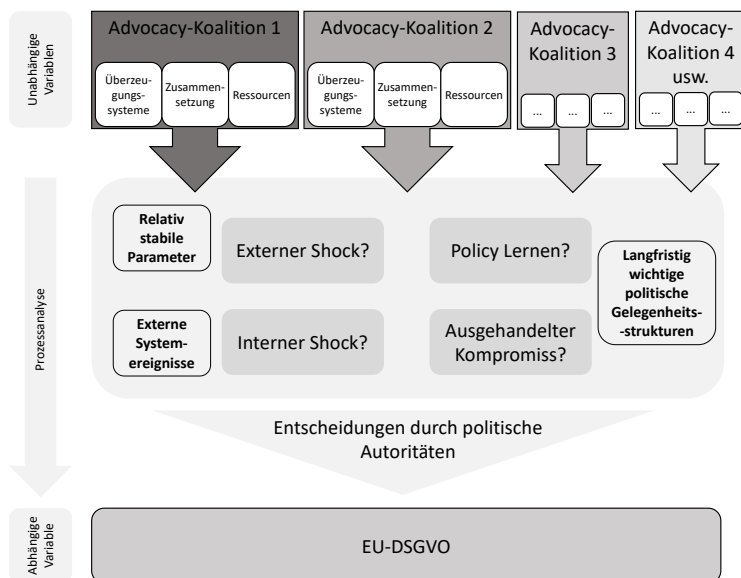 Unabhängige
Variablen
Advocacy-Koalition 1
Überzeu-
gungs-
systeme
Zusammen-
setzung
Ressourcen
Advocacy-Koalition 2
Überzeu-
gungs-
systeme
Zusammen-
setzung
Ressourcen
Advocacy-
Koalition 3
...
...
...
Advocacy-
Koalition 4
usw.
...
...
...
Prozessanalyse
Relativ
stabile
Parameter
Externer Shock?
Policy Lernen?
Langfristig
wichtige
politische
Gelegenheits-
-strukturen
Externe
System-
ereignisse
Interner Shock?
Ausgehandelter
Kompromiss?
Entscheidungen durch politische
Autoritäten
Abhängige
Variable
EU-DSGVO